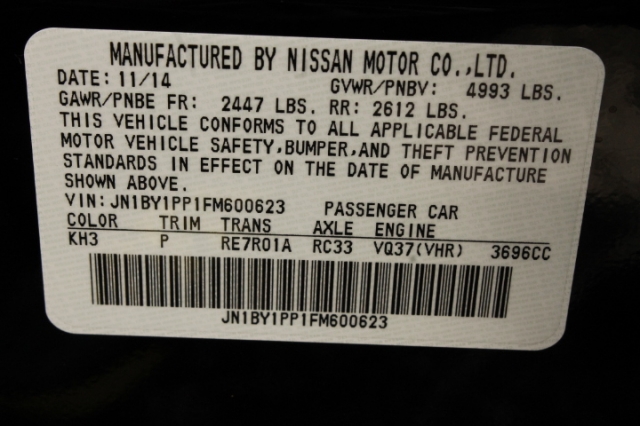 MANUFACTURED BY NISSAN MOTOR CO.,LTD.
DATE: 11/14 GVWR/PNBV: 4993 LBS.
GAWR/PNBE FR: 2447 LBS. RR: 2612 LBS.
THIS VEHICLE CONFORMS TO ALL APPLICABLE FEDERAL
MOTOR VEHICLE SAFETY,BUMPER,AND THEFT PREVENTION
STANDARDS IN EFFECT ON THE DATE OF MANUFACTURE
SHOWN ABOVE.
VIN: JN1BY1PP1FM600623 PASSENGER CAR
COLOR TRIM TRANS AXLE ENGINE
KH3 P RE7R01A RC33 VQ37(VHR) 3696CC
JN1BY1PP1FM600623